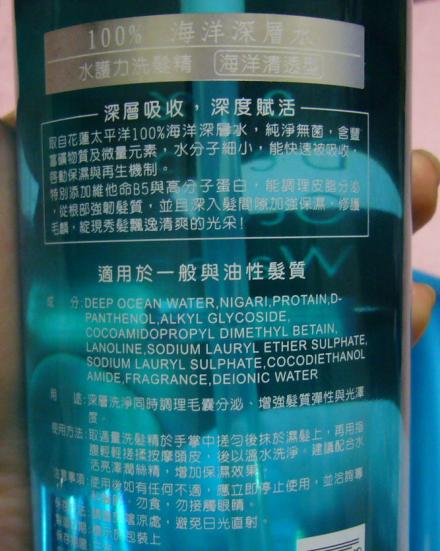 100% 海洋深層水
水護力洗髮精 海洋清透型
深層吸收，深度賦活
取自花蓮太平洋100%海洋深層水，純淨無菌，含豐
富礦物質及微量元素，水分子細小，能快速被吸收，
啓動保濕與再生機制。
特別添加維他命B5與高分子蛋白，能調理皮脂分泌
，從根部強韌髮質，並且深入髮間隙加強保濕，修護
毛鱗，綻現秀髮飄逸清爽的光采!
適用於一般與油性髮質
成 分:DEEP OCEAN WATER,NIGARI,PROTAIN,D-
PANTHENOL,ALKYL GLYCOSIDE,
COCOAMIDOPROPYL DIMETHYL BETAIN,
LANOLINE,SODIUM LAURYL ETHER SULPHATE,
SODIUM LAURYL SULPHATE,COCODIETHANOL
AMIDE,FRAGRANCE,DEIONIC WATER
用 途:深層洗淨同時調理毛囊分泌、增強髮質彈性與光澤
度。
使用方法:取適量洗髮精於手掌中搓勻後抹於濕髮上，再用指
腹輕輕搓揉按摩頭皮，後以溫水洗淨。建議配合水
活亮澤潤絲精，增加保濕效果。
注意事項:使用後如有任何不適，應立即停止使用，並洽詢專
勿食，勿接觸眼睛。
陰涼處，避免日光直射。
標示於包裝上